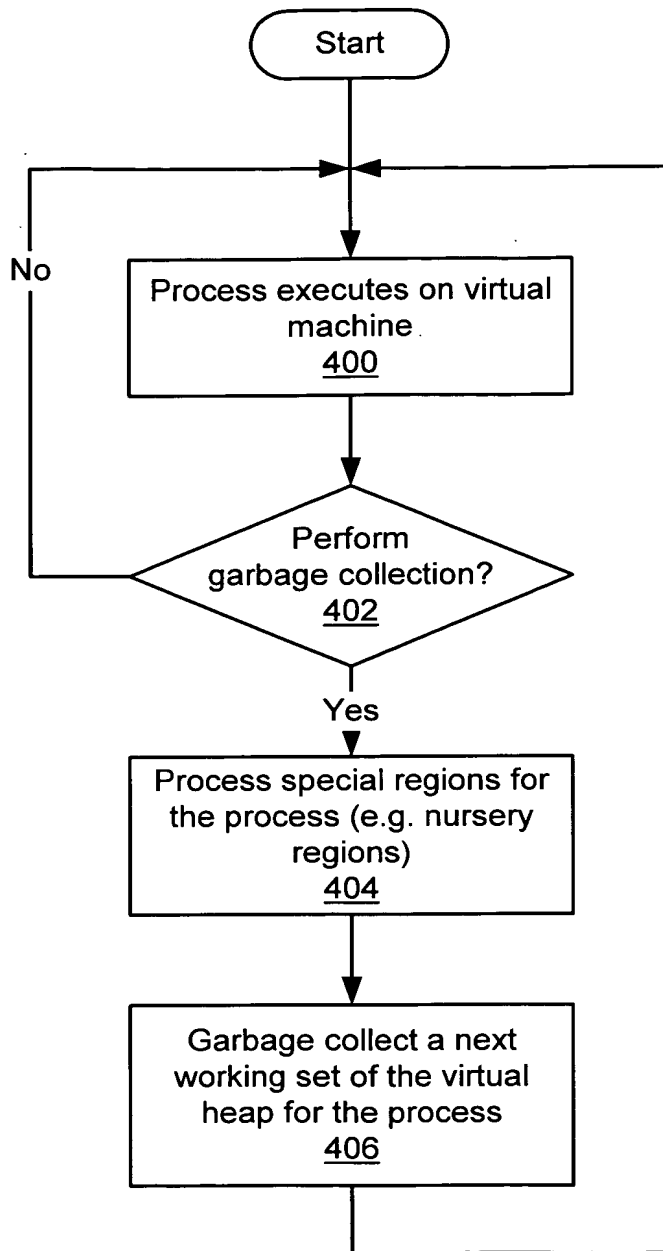 Start
No
Process executes on virtual
machine
400
Perform
garbage collection?
402
Yes
Process special regions for
the process (e.g. nursery
regions)
404
Garbage collect a next
working set of the virtual
heap for the process
406